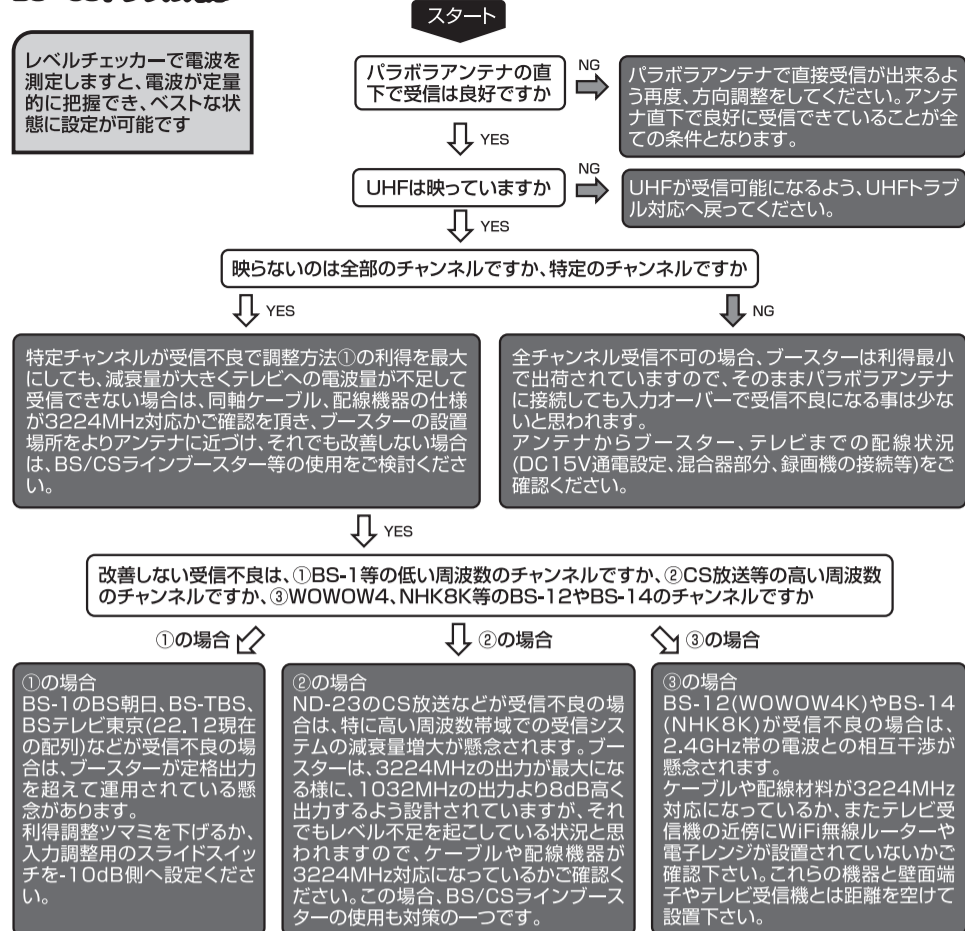 スタート
レベルチェッカーで電波を
測定しますと、電波が定量
的に把握でき、ベストな状
態に設定が可能です
パラボラアンテナの直
下で受信は良好ですか
NG
パラボラアンテナで直接受信が出来るよ
う再度、方向調整をしてください。アンテ
ナ直下で良好に受信できていることが全
ての条件となります。
YES
UHFは映っていますか
NG
UHFが受信可能になるよう、UHFトラブ
ル対応へ戻ってください。
YES
映らないのは全部のチャンネルですか、特定のチャンネルですか
YES
NG
特定チャンネルが受信不良で調整方法①の利得を最大
にしても、減衰量が大きくテレビへの電波量が不足して
受信できない場合は、同軸ケーブル、配線機器の仕様
が3224MHz対応かご確認を頂き、ブースターの設置
場所をよりアンテナに近づけ、それでも改善しない場合
は、BS/CSラインブースター等の使用をご検討くださ
い。
全チャンネル受信不可の場合、ブースターは利得最小
で出荷されていますので、そのままパラボラアンテナ
に接続しても入力オーバーで受信不良になる事は少な
いと思われます。
アンテナからブースター、テレビまでの配線状況
(DC15V通電設定、混合器部分、録画機の接続等)をご
確認ください。
YES
改善しない受信不良は、①BS-1等の低い周波数のチャンネルですか、②CS放送等の高い周波数
のチャンネルですか、③WOWOW4、NHK8K等のBS-12やBS-14のチャンネルですか
①の場合
②の場合
③の場合
①の場合
BS-1のBS朝日、BS-TBS、
BSテレビ東京(22.12現在
の配列)などが受信不良の場
合は、ブースターが定格出力
を超えて運用されている懸
念があります。
利得調整ツマミを下げるか、
入力調整用のスライドスイッ
チを-10dB側へ設定くださ
い。
②の場合
ND-23のCS放送などが受信不良の場
合は、特に高い周波数帯域での受信シス
テムの減衰量増大が懸念されます。ブー
スターは、3224MHzの出力が最大にな
る様に、1032MHzの出力より8dB高く
出力するよう設計されていますが、それ
でもレベル不足を起こしている状況と思
われますので、ケーブルや配線機器が
3224MHz対応になっているかご確認く
ださい。この場合、BS/CSラインブース
ターの使用も対策の一つです。
③の場合
BS-12(WOWOW4K)やBS-14
(NHK8K)が受信不良の場合は、
2.4GHz帯の電波との相互干渉が
懸念されます。
ケーブルや配線材料が3224MHz
対応になっているか、またテレビ受
信機の近傍にWiFi無線ルーターや
電子レンジが設置されていないかご
確認下さい。これらの機器と壁面端
子やテレビ受信機とは距離を空けて
設置下さい。